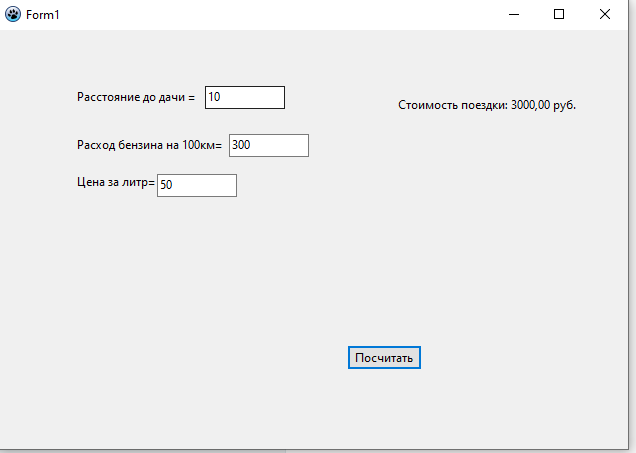 Form1
Расстояние до дачи = 10
Стоимость поездки: 3000,00 руб.
Расход бензина на 100км= 300
Цена за литр= 50
Посчитать